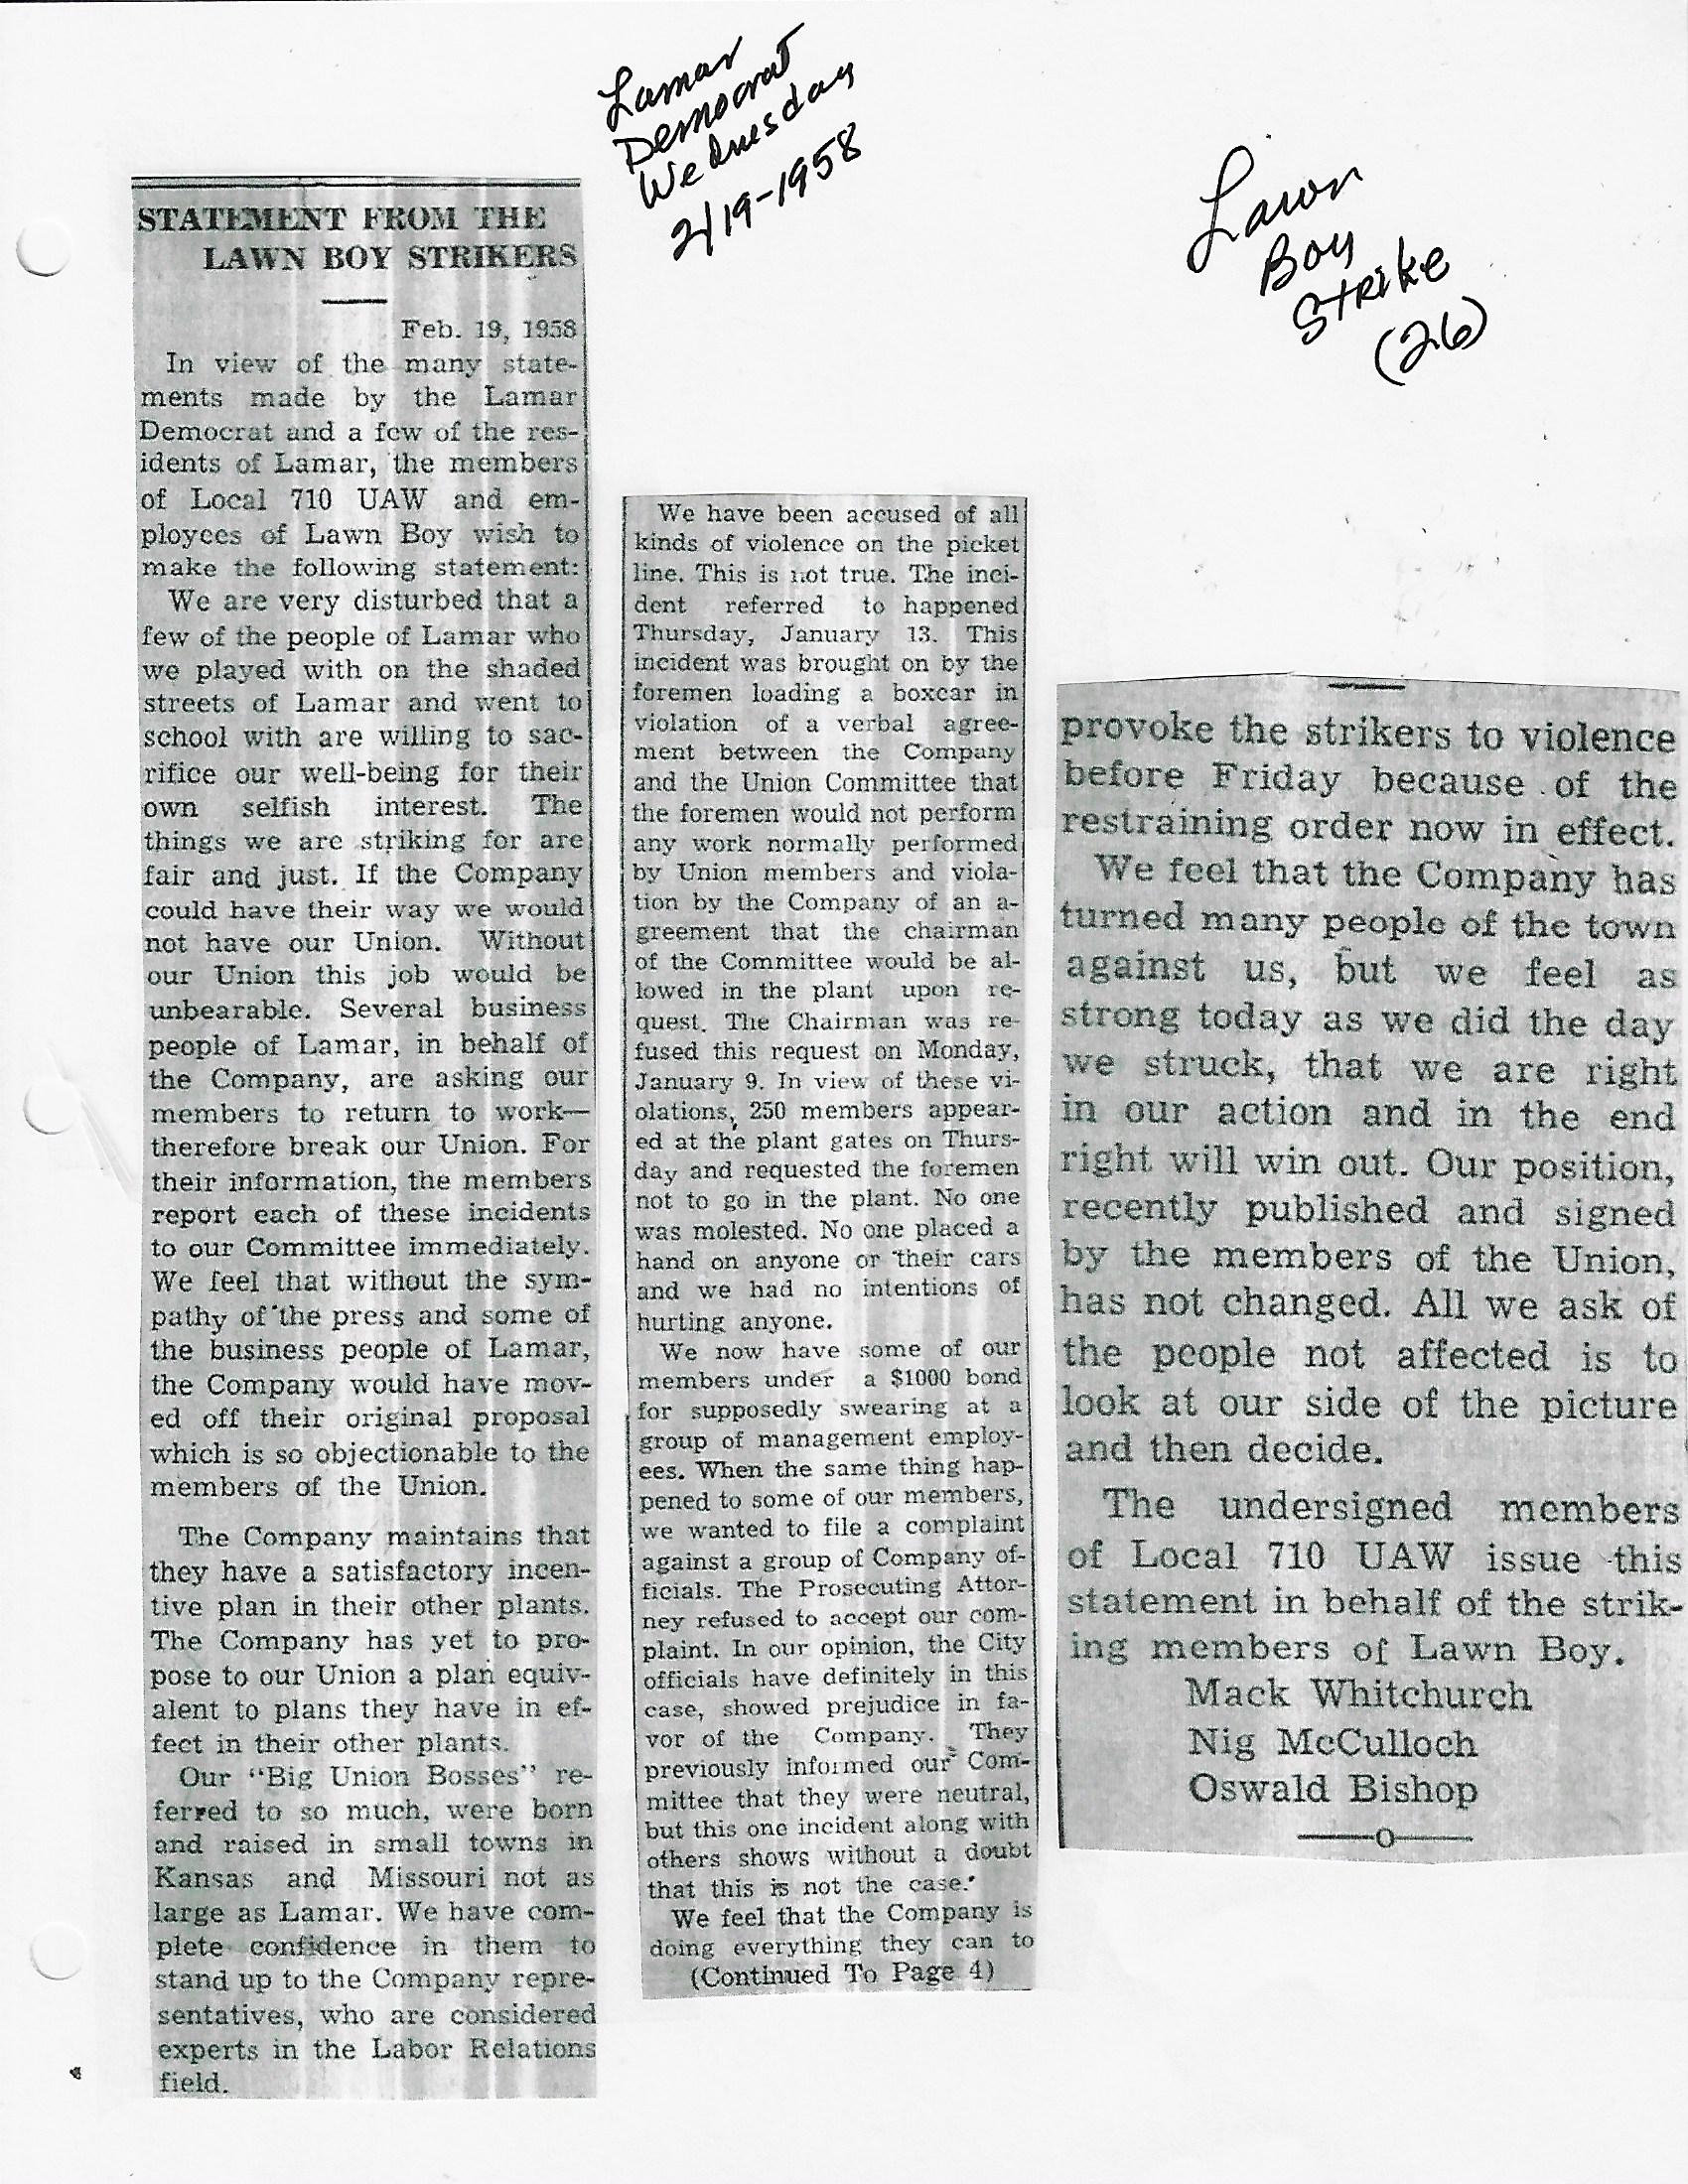 Lamar
Democrat
Wednesday
2/19-1958
Lawn
Boy
Strike
(26)
STATEMENT FROM THE
LAWN BOY STRIKERS
Feb. 19, 1958
In view of the many state-
ments made by the Lamar
Democrat and a few of the res-
idents of Lamar, the members
of Local 710 UAW and em-
ployees of Lawn Boy wish to
make the following statement:
We are very disturbed that a
few of the people of Lamar who
we played with on the shaded
streets of Lamar and went to
school with are willing to sac-
rifice our well-being for their
own selfish interest. The
things we are striking for are
fair and just. If the Company
could have their way we would
not have our Union. Without
our Union this job would be
unbearable. Several business
people of Lamar, in behalf of
the Company, are asking our
members to return to work—
therefore break our Union. For
their information, the members
report each of these incidents
to our Committee immediately.
We feel that without the sym-
pathy of the press and some of
the business people of Lamar,
the Company would have mov-
ed off their original proposal
which is so objectionable to the
members of the Union.
The Company maintains that
they have a satisfactory incen-
tive plan in their other plants.
The Company has yet to pro-
pose to our Union a plan equiv-
alent to plans they have in ef-
fect in their other plants.
Our "Big Union Bosses" re-
ferred to so much, were born
and raised in small towns in
Kansas and Missouri not as
large as Lamar. We have com-
plete confidence in them to
stand up to the Company repre-
sentatives, who are considered
experts in the Labor Relations
field.
We have been accused of all
kinds of violence on the picket
line. This is not true. The inci-
dent referred to happened
Thursday, January 13. This
incident was brought on by the
foremen loading a boxcar in
violation of a verbal agree-
ment between the Company
and the Union Committee that
the foremen would not perform
any work normally performed
by Union members and viola-
tion by the Company of an a-
greement that the chairman
of the Committee would be al-
lowed in the plant upon re-
quest. The Chairman was re-
fused this request on Monday,
January 9. In view of these vi-
olations, 250 members appear-
ed at the plant gates on Thurs-
day and requested the foremen
not to go in the plant. No one
was molested. No one placed a
hand on anyone or their cars
and we had no intentions of
hurting anyone.
We now have some of our
members under a $1000 bond
for supposedly swearing at a
group of management employ-
ees. When the same thing hap-
pened to some of our members,
we wanted to file a complaint
against a group of Company of-
ficials. The Prosecuting Attor-
ney refused to accept our com-
plaint. In our opinion, the City
officials have definitely in this
case, showed prejudice in fa-
vor of the Company. They
previously informed our Com-
mittee that they were neutral,
but this one incident along with
others shows without a doubt
that this is not the case.
We feel that the Company is
doing everything they can to
(Continued To Page 4)
provoke the strikers to violence
before Friday because of the
restraining order now in effect.
We feel that the Company has
turned many people of the town
against us, but we feel as
strong today as we did the day
we struck, that we are right
in our action and in the end
right will win out. Our position,
recently published and signed
by the members of the Union,
has not changed. All we ask of
the people not affected is to
look at our side of the picture
and then decide.
The undersigned members
of Local 710 UAW issue this
statement in behalf of the strik-
ing members of Lawn Boy.
Mack Whitchurch
Nig McCulloch
Oswald Bishop